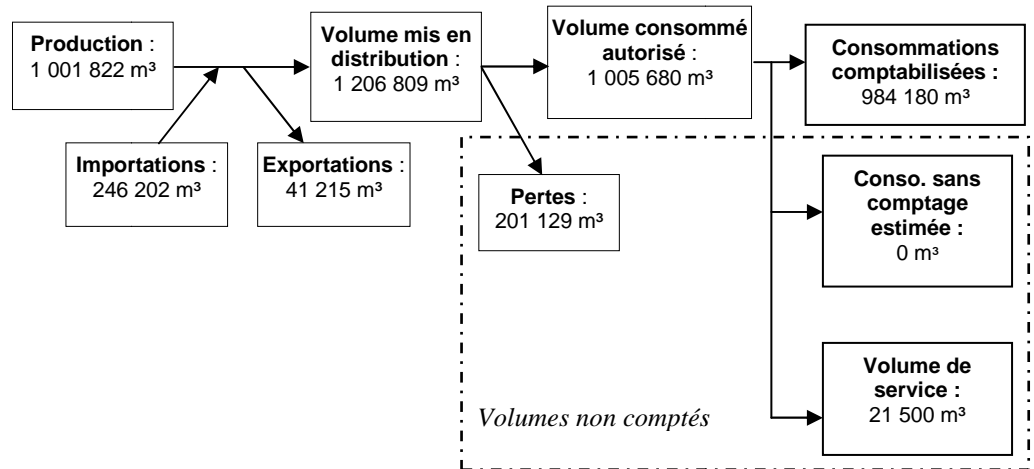 Production :
1 001 822 m³
Volume mis en
distribution :
1 206 809 m³
Volume consommé
autorisé :
1 005 680 m³
Consommations
comptabilisées :
984 180 m³
Importations :
246 202 m³
Exportations :
41 215 m³
Pertes :
201 129 m³
Conso. sans
comptage
estimée :
0 m³
Volume de
service :
21 500 m³
Volumes non comptés